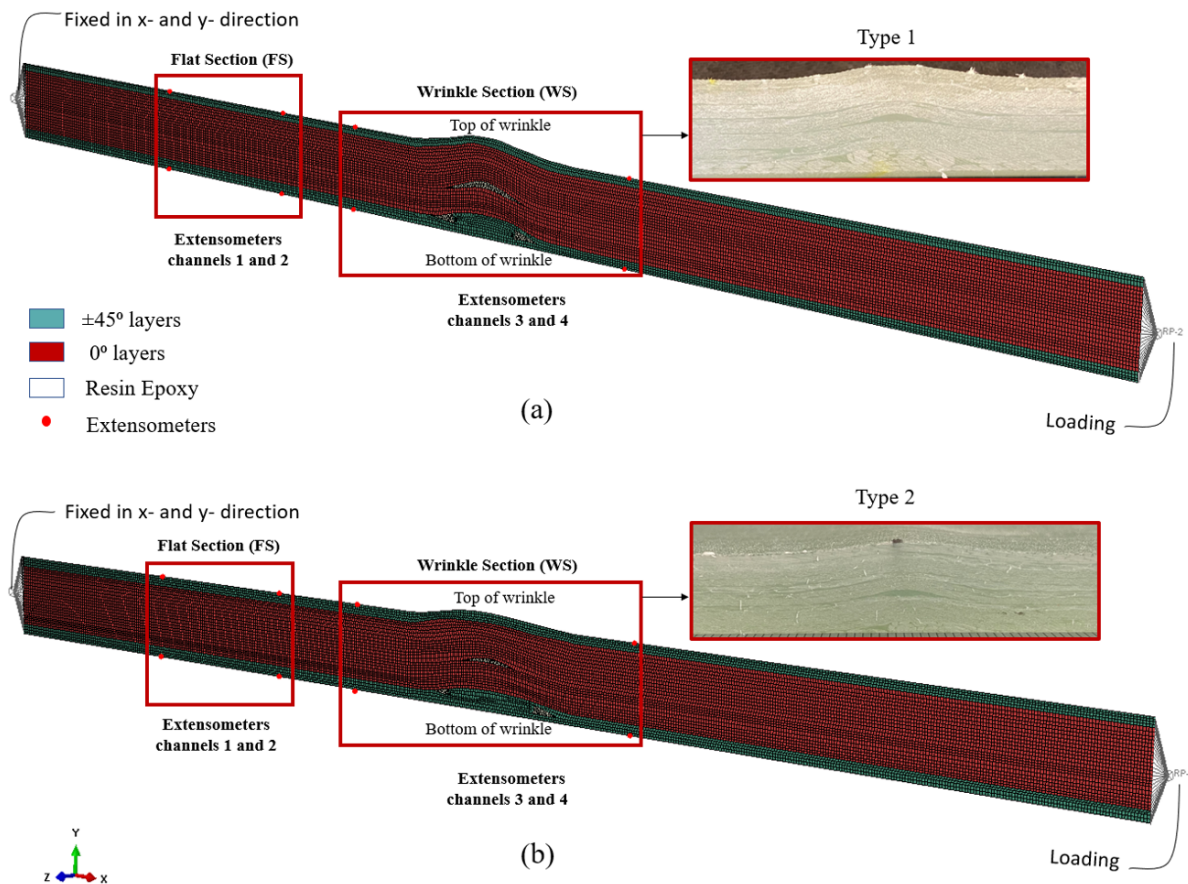 Fixed in x- and y- direction
Flat Section (FS)
Type 1
Wrinkle Section (WS)
Top of wrinkle
Extensometers
channels 1 and 2
Bottom of wrinkle
Extensometers
channels 3 and 4
±45º layers
0º layers
Resin Epoxy
Extensometers
RP-2
Loading
(a)
Fixed in x- and y- direction
Flat Section (FS)
Type 2
Wrinkle Section (WS)
Top of wrinkle
Extensometers
channels 1 and 2
Bottom of wrinkle
Extensometers
channels 3 and 4
RP-
Loading
Y
Z
X
(b)